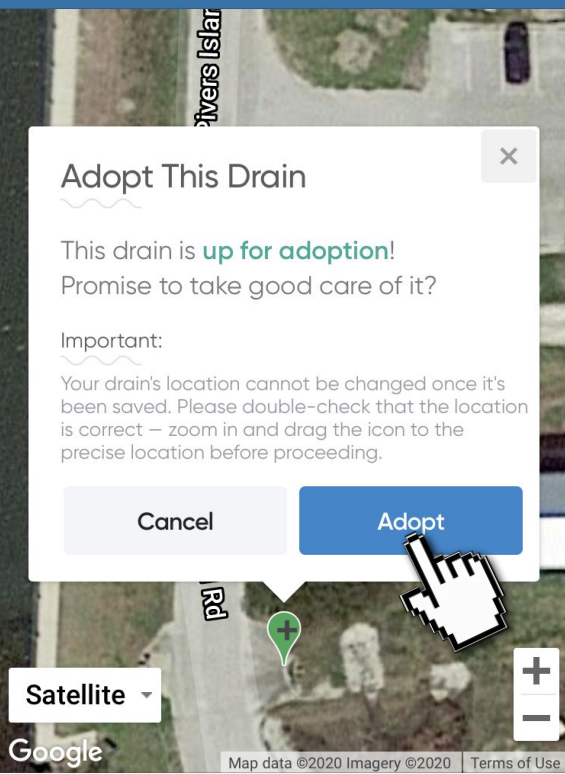 Pivers Islan
Adopt This Drain
×
This drain is up for adoption!
Promise to take good care of it?
Important:
Your drain's location cannot be changed once it's
been saved. Please double-check that the location
is correct — zoom in and drag the icon to the
precise location before proceeding.
Cancel
Adopt
Rd
Satellite
Google
Map data ©2020 Imagery ©2020
Terms of Use